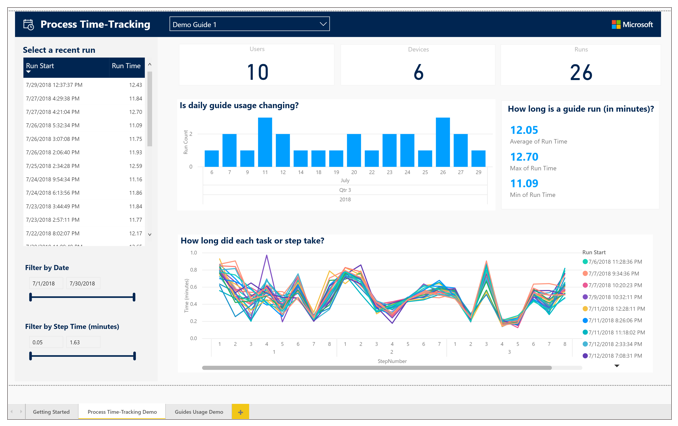 Process Time-Tracking
Demo Guide 1
Microsoft
Select a recent run
Run Start Run Time
7/29/2018 12:37:37 PM 12.43
7/27/2018 4:29:38 PM 11.84
7/27/2018 4:21:04 PM 12.70
7/26/2018 5:32:34 PM 11.09
7/26/2018 3:07:08 PM 11.75
7/26/2018 2:06:40 PM 11.93
7/25/2018 2:34:28 PM 12.59
7/24/2018 9:54:34 PM 11.16
7/24/2018 6:13:56 PM 11.86
7/23/2018 3:44:49 PM 11.84
7/23/2018 2:57:11 PM 11.77
7/22/2018 8:02:07 PM 12.17
Filter by Date
7/1/2018 7/30/2018
Filter by Step Time (minutes)
0.05 1.63
Users
10
Devices
6
Runs
26
Is daily guide usage changing?
Run Count
2
0
6 7 9 11 12 14 15 17 19 20 22 23 24 25 26 27 29
July
Qtr 3
2018
How long is a guide run (in minutes)?
12.05
Average of Run Time
12.70
Max of Run Time
11.09
Min of Run Time
How long did each task or step take?
Time (minutes)
1.0
0.8
0.6
0.4
0.2
0.0
1 2 3 4 5 6 7 8 1 2 3 4 5 6 7 1 2 3 4 5 6 7 8
1 2 3
StepNumber
Run Start
7/6/2018 11:28:36 PM
7/7/2018 9:34:36 PM
7/7/2018 10:20:23 PM
7/9/2018 10:32:11 PM
7/11/2018 12:28:11 PM
7/11/2018 8:26:06 PM
7/11/2018 11:18:02 PM
7/12/2018 2:33:34 PM
7/12/2018 7:08:31 PM
Getting Started
Process Time-Tracking Demo
Guides Usage Demo
+